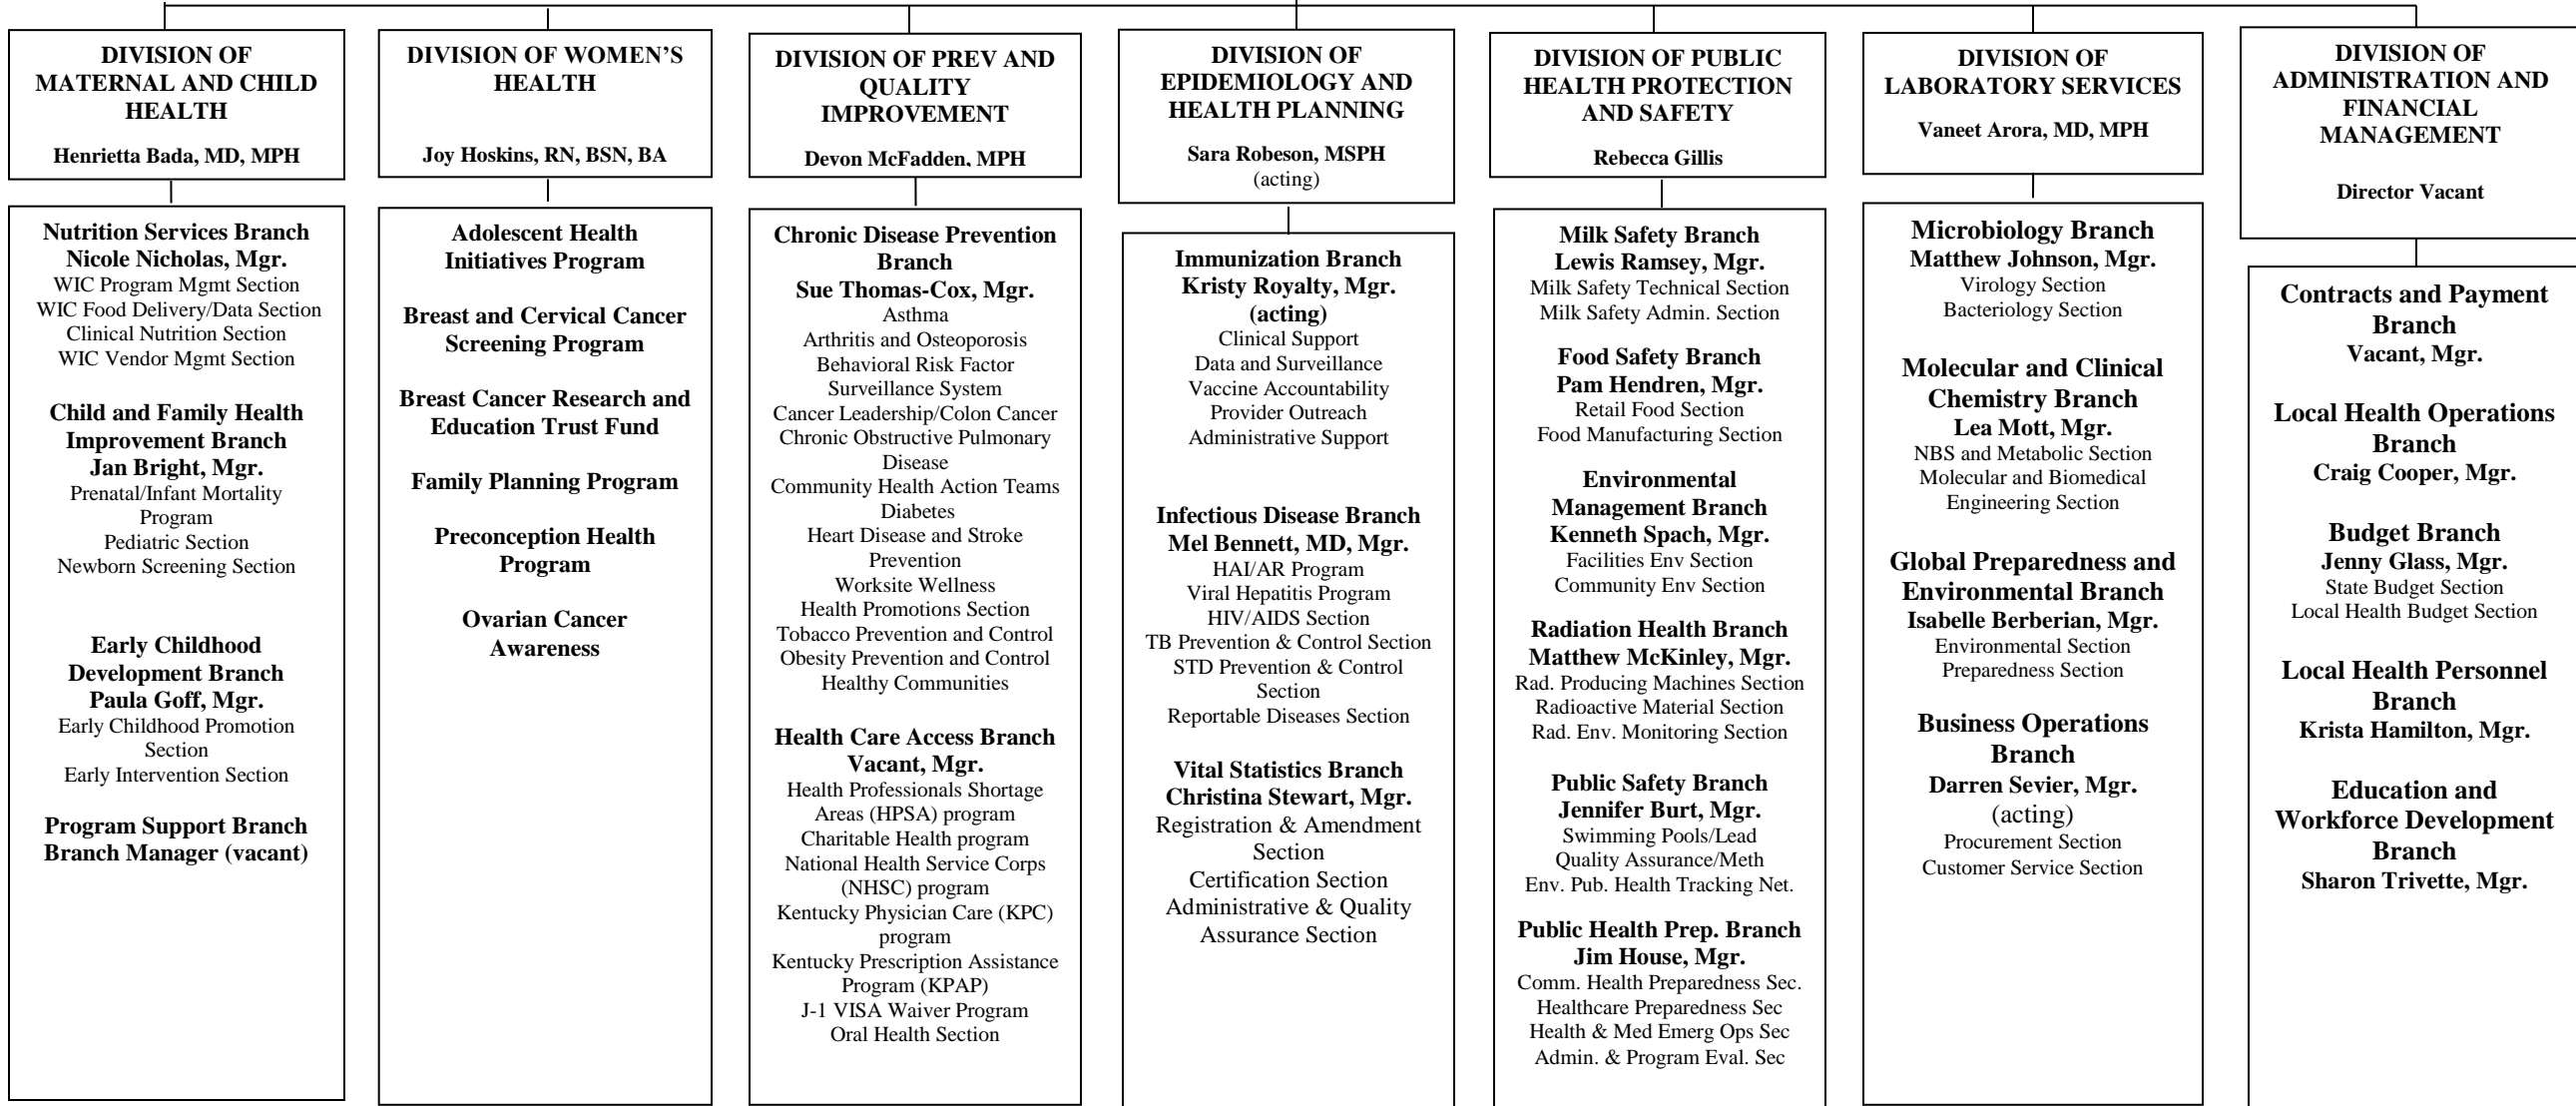 DIVISION OF
MATERNAL AND CHILD
HEALTH
Henrietta Bada, MD, MPH
Nutrition Services Branch
Nicole Nicholas, Mgr.
WIC Program Mgmt Section
WIC Food Delivery/Data Section
Clinical Nutrition Section
WIC Vendor Mgmt Section
Child and Family Health
Improvement Branch
Jan Bright, Mgr.
Prenatal/Infant Mortality
Program
Pediatric Section
Newborn Screening Section
Early Childhood
Development Branch
Paula Goff, Mgr.
Early Childhood Promotion
Section
Early Intervention Section
Program Support Branch
Branch Manager (vacant)
DIVISION OF WOMEN'S
HEALTH
Joy Hoskins, RN, BSN, BA
Adolescent Health
Initiatives Program
Breast and Cervical Cancer
Screening Program
Breast Cancer Research and
Education Trust Fund
Family Planning Program
Preconception Health
Program
Ovarian Cancer
Awareness
DIVISION OF PREV AND
QUALITY
IMPROVEMENT
Devon McFadden, MPH
Chronic Disease Prevention
Branch
Sue Thomas-Cox, Mgr.
Asthma
Arthritis and Osteoporosis
Behavioral Risk Factor
Surveillance System
Cancer Leadership/Colon Cancer
Chronic Obstructive Pulmonary
Disease
Community Health Action Teams
Diabetes
Heart Disease and Stroke
Prevention
Worksite Wellness
Health Promotions Section
Tobacco Prevention and Control
Obesity Prevention and Control
Healthy Communities
Health Care Access Branch
Vacant, Mgr.
Health Professionals Shortage
Areas (HPSA) program
Charitable Health program
National Health Service Corps
(NHSC) program
Kentucky Physician Care (KPC)
program
Kentucky Prescription Assistance
Program (KPAP)
J-1 VISA Waiver Program
Oral Health Section
DIVISION OF
EPIDEMIOLOGY AND
HEALTH PLANNING
Sara Robeson, MSPH
(acting)
Immunization Branch
Kristy Royalty, Mgr.
(acting)
Clinical Support
Data and Surveillance
Vaccine Accountability
Provider Outreach
Administrative Support
Infectious Disease Branch
Mel Bennett, MD, Mgr.
HAI/AR Program
Viral Hepatitis Program
HIV/AIDS Section
TB Prevention & Control Section
STD Prevention & Control
Section
Reportable Diseases Section
Vital Statistics Branch
Christina Stewart, Mgr.
Registration & Amendment
Section
Certification Section
Administrative & Quality
Assurance Section
DIVISION OF PUBLIC
HEALTH PROTECTION
AND SAFETY
Rebecca Gillis
Milk Safety Branch
Lewis Ramsey, Mgr.
Milk Safety Technical Section
Milk Safety Admin. Section
Food Safety Branch
Pam Hendren, Mgr.
Retail Food Section
Food Manufacturing Section
Environmental
Management Branch
Kenneth Spach, Mgr.
Facilities Env Section
Community Env Section
Radiation Health Branch
Matthew McKinley, Mgr.
Rad. Producing Machines Section
Radioactive Material Section
Rad. Env. Monitoring Section
Public Safety Branch
Jennifer Burt, Mgr.
Swimming Pools/Lead
Quality Assurance/Meth
Env. Pub. Health Tracking Net.
Public Health Prep. Branch
Jim House, Mgr.
Comm. Health Preparedness Sec.
Healthcare Preparedness Sec
Health & Med Emerg Ops Sec
Admin. & Program Eval. Sec
DIVISION OF
LABORATORY SERVICES
Vaneet Arora, MD, MPH
Microbiology Branch
Matthew Johnson, Mgr.
Virology Section
Bacteriology Section
Molecular and Clinical
Chemistry Branch
Lea Mott, Mgr.
NBS and Metabolic Section
Molecular and Biomedical
Engineering Section
Global Preparedness and
Environmental Branch
Isabelle Berberian, Mgr.
Environmental Section
Preparedness Section
Business Operations
Branch
Darren Sevier, Mgr.
(acting)
Procurement Section
Customer Service Section
DIVISION OF
ADMINISTRATION AND
FINANCIAL
MANAGEMENT
Director Vacant
Contracts and Payment
Branch
Vacant, Mgr.
Local Health Operations
Branch
Craig Cooper, Mgr.
Budget Branch
Jenny Glass, Mgr.
State Budget Section
Local Health Budget Section
Local Health Personnel
Branch
Krista Hamilton, Mgr.
Education and
Workforce Development
Branch
Sharon Trivette, Mgr.